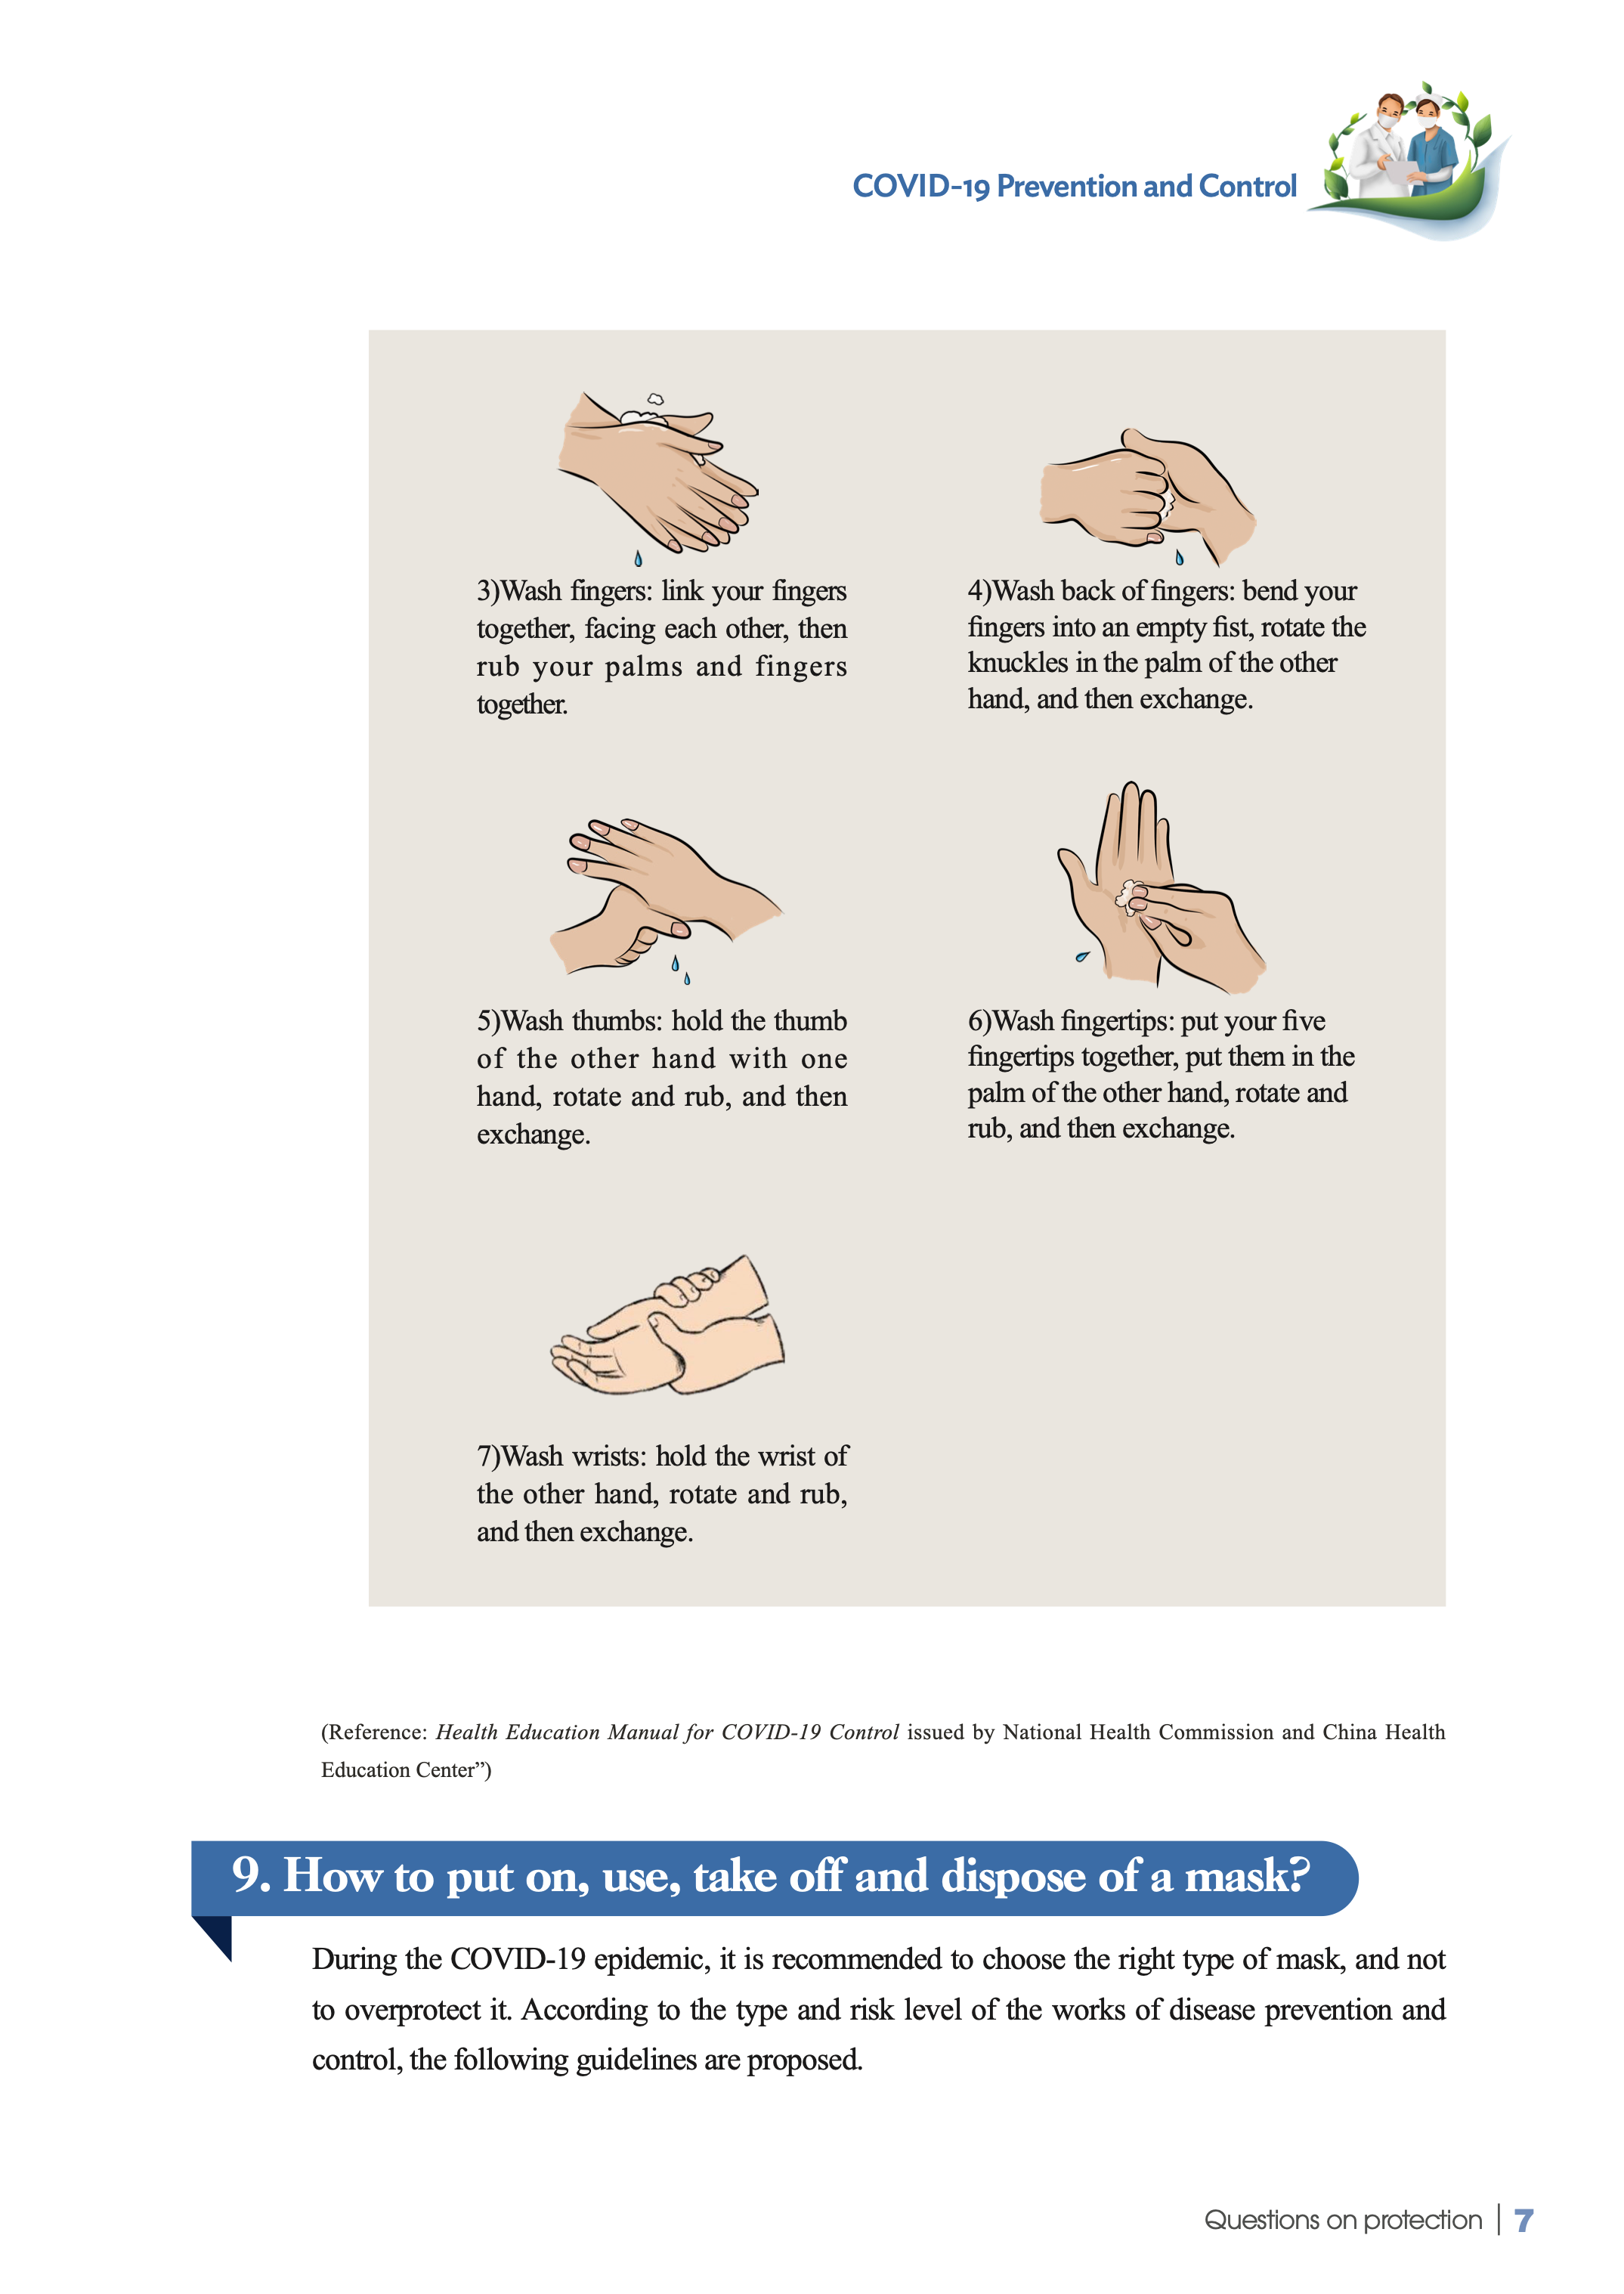 COVID-19 Prevention and Control
3)Wash fingers: link your fingers
together, facing each other, then
rub your palms and fingers
together.
4)Wash back of fingers: bend your
fingers into an empty fist, rotate the
knuckles in the palm of the other
hand, and then exchange.
5)Wash thumbs: hold the thumb
of the other hand with one
hand, rotate and rub, and then
exchange.
6)Wash fingertips: put your five
fingertips together, put them in the
palm of the other hand, rotate and
rub, and then exchange.
7)Wash wrists: hold the wrist of
the other hand, rotate and rub,
and then exchange.
(Reference: Health Education Manual for COVID-19 Control issued by National Health Commission and China Health
Education Center”)
9. How to put on, use, take off and dispose of a mask?
During the COVID-19 epidemic, it is recommended to choose the right type of mask, and not
to overprotect it. According to the type and risk level of the works of disease prevention and
control, the following guidelines are proposed.
Questions on protection | 7